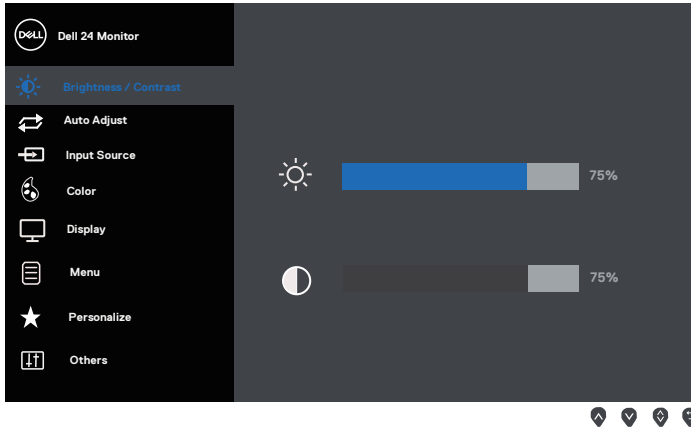 DELL
Dell 24 Monitor
Brightness / Contrast
Auto Adjust
Input Source
Color
Display
Menu
Personalize
Others
75%
75%